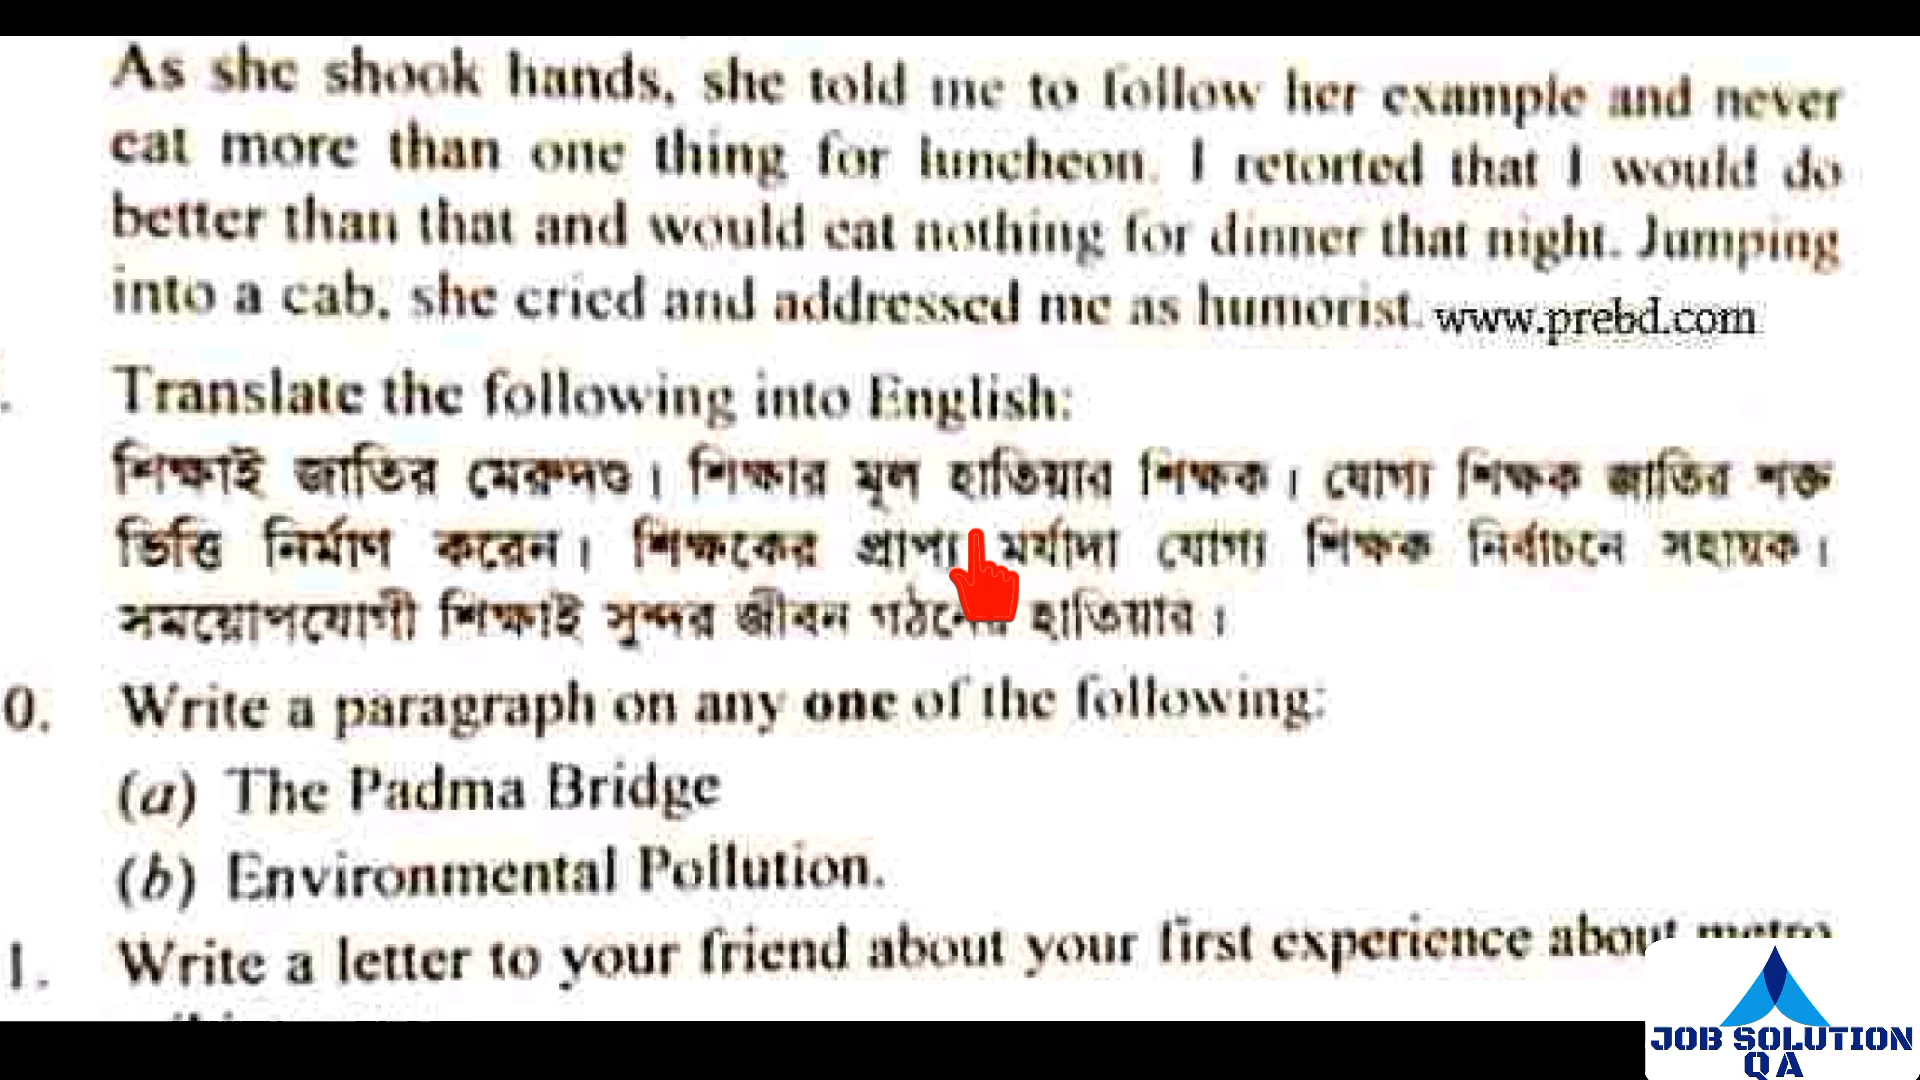 As she shook hands, she told me to follow her example and never
eat more than one thing for luncheon. I retorted that I would do
better than that and would eat nothing for dinner that night. Jumping
into a cab, she cried and addressed me as humorist. www.prebd.com
Translate the following into English:
শিক্ষাই জাতির মেরুদণ্ড। শিক্ষার মূল হাতিয়ার শিক্ষক। যোগ্য শিক্ষক জাতির শক্ত
ভিত্তি নির্মাণ করেন। শিক্ষকের প্রাপ্য মর্যাদা যোগ্য শিক্ষক নির্বাচনে সহায়ক।
সময়োপযোগী শিক্ষাই সুন্দর জীবন গঠনের হাতিয়ার।
0. Write a paragraph on any one of the following:
(a) The Padma Bridge
(b) Environmental Pollution.
1. Write a letter to your friend about your first experience about metro
JOB SOLUTION
QA